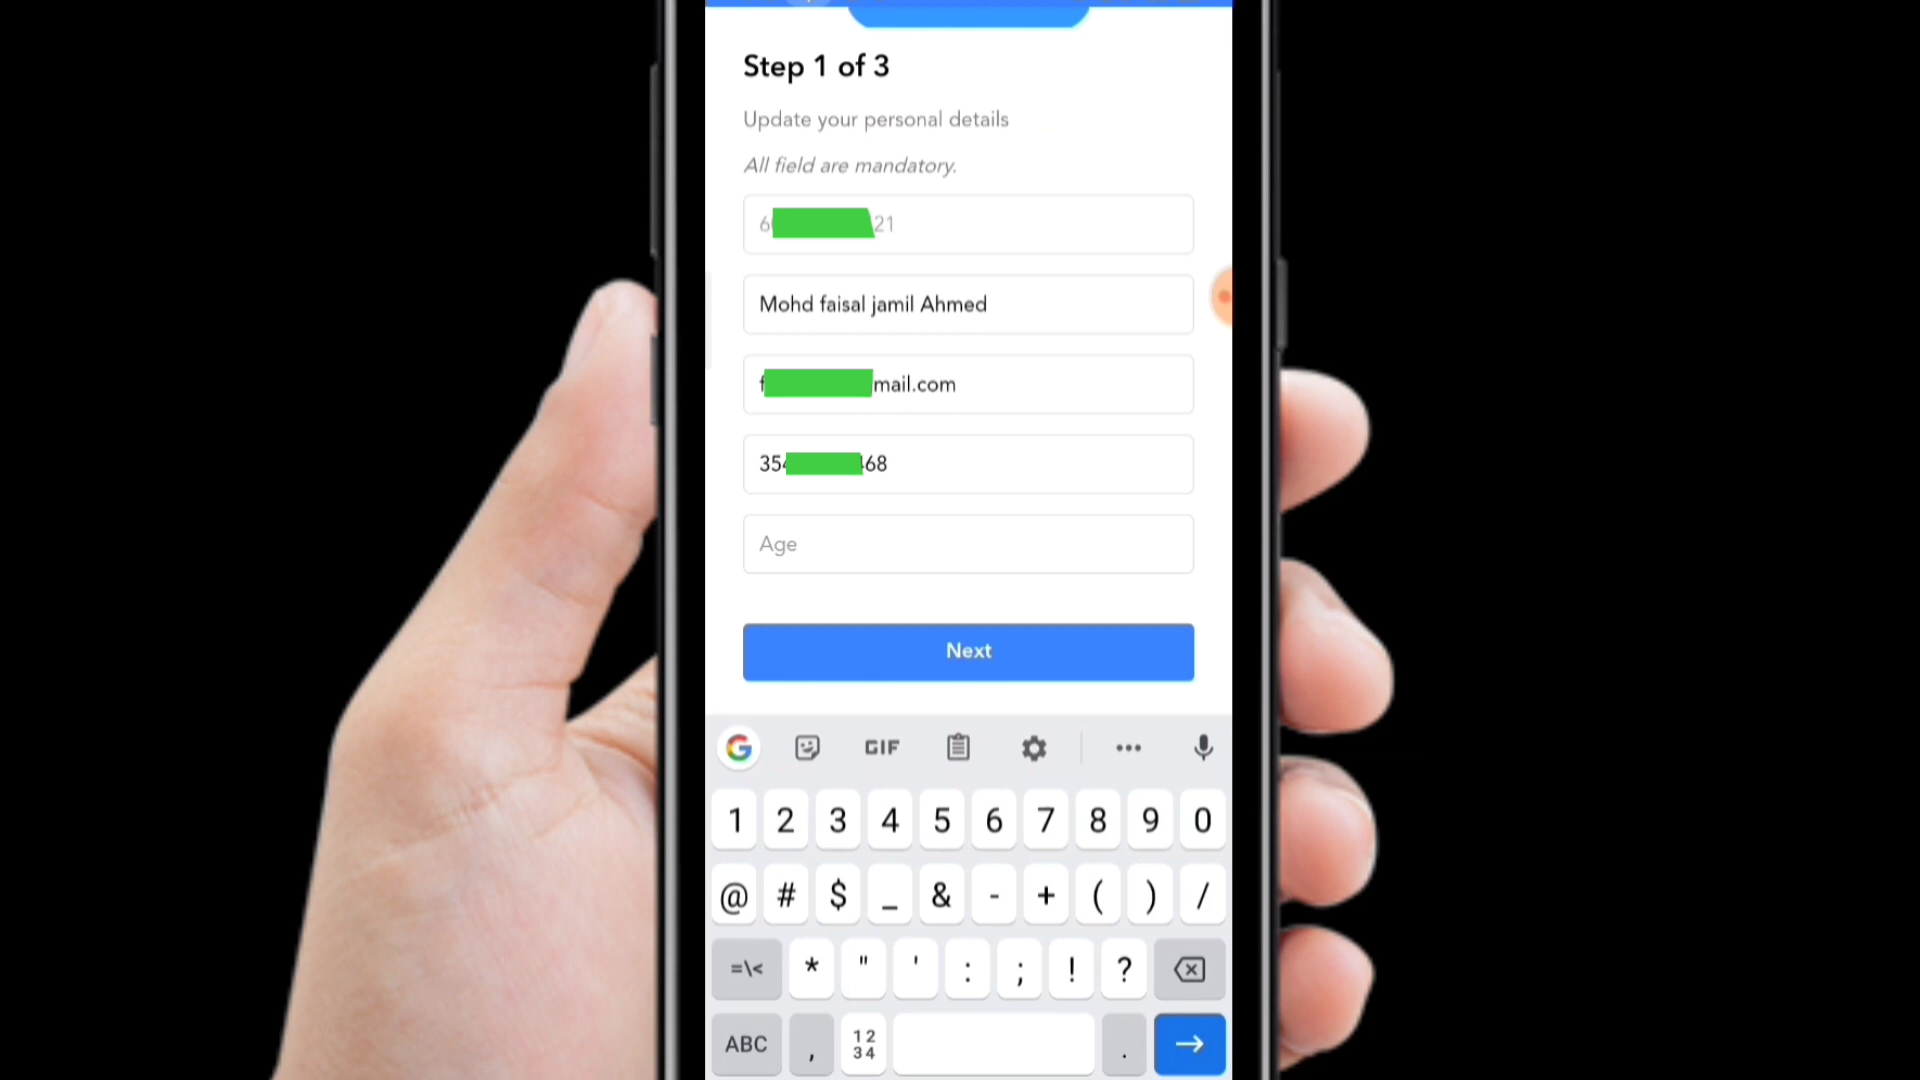 Step 1 of 3
Update your personal details
All field are mandatory.
6 21
Mohd faisal jamil Ahmed
f mail.com
354 468
Age
Next
GIF
1 2 3 4 5 6 7 8 9 0
@ # $ _ & - + ( ) /
=\< * " ' : ; ! ?
ABC , 12 34 .